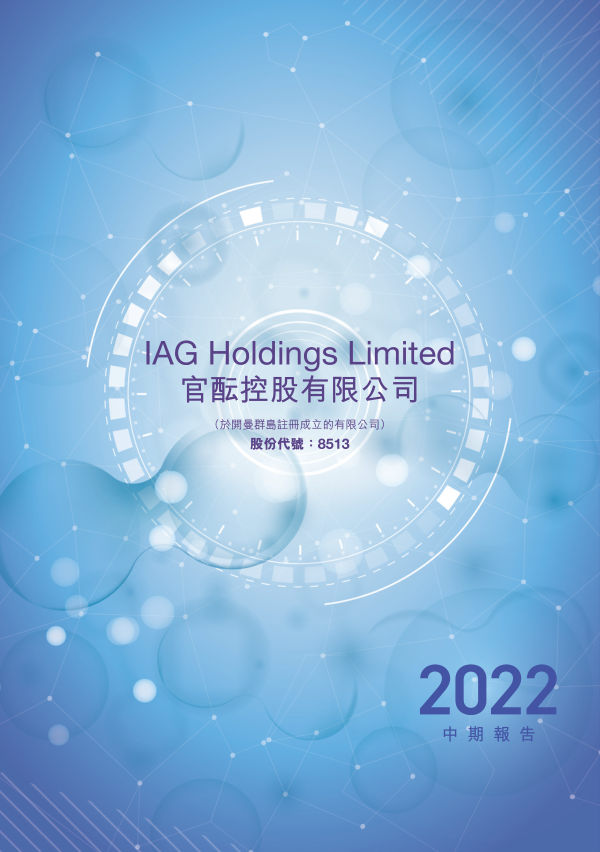 IAG Holdings Limited
官酝控股有限公司
（於開曼群島註冊成立的有限公司）
股份代號：8513
2022
中期報告